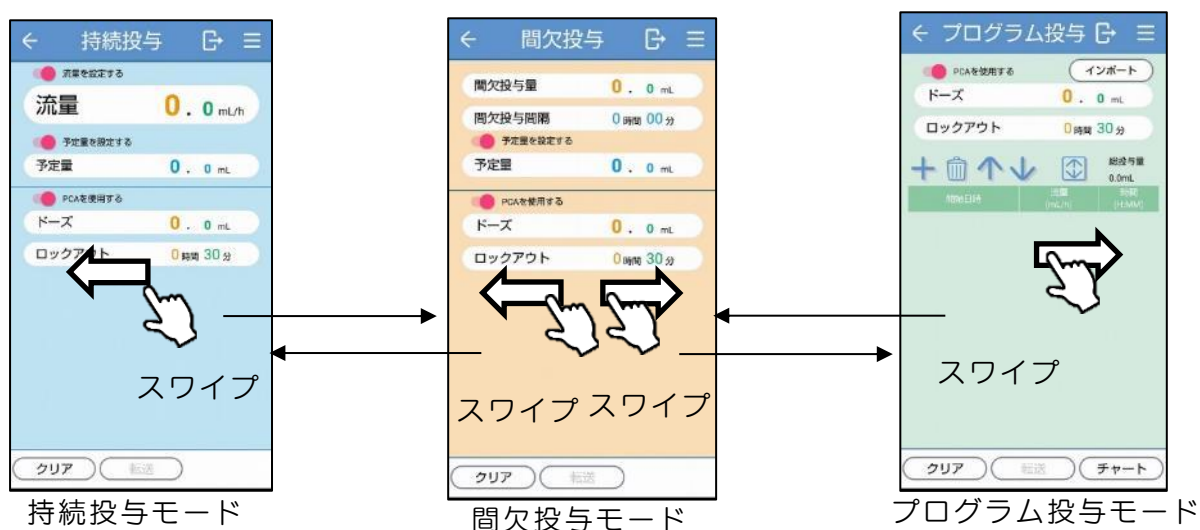 持続投与
流量を設定する
流量 0.0 mL/h
予定量を設定する
予定量 0.0 mL
PCAを使用する
ドーズ 0.0 mL
ロックアウト 0時間 30分
スワイプ
クリア 転送
持続投与モード
間欠投与
間欠投与量 0.0 mL
間欠投与間隔 0時間 00分
予定量を設定する
予定量 0.0 mL
PCAを使用する
ドーズ 0.0 mL
ロックアウト 0時間 30分
スワイプ スワイプ
クリア 転送
間欠投与モード
プログラム投与
PCAを使用する インポート
ドーズ 0.0 mL
ロックアウト 0時間 30分
総投与量
0.0mL
開始日時 流量 時間
(mL/h) (H:MM)
スワイプ
クリア 転送 チャート
プログラム投与モード